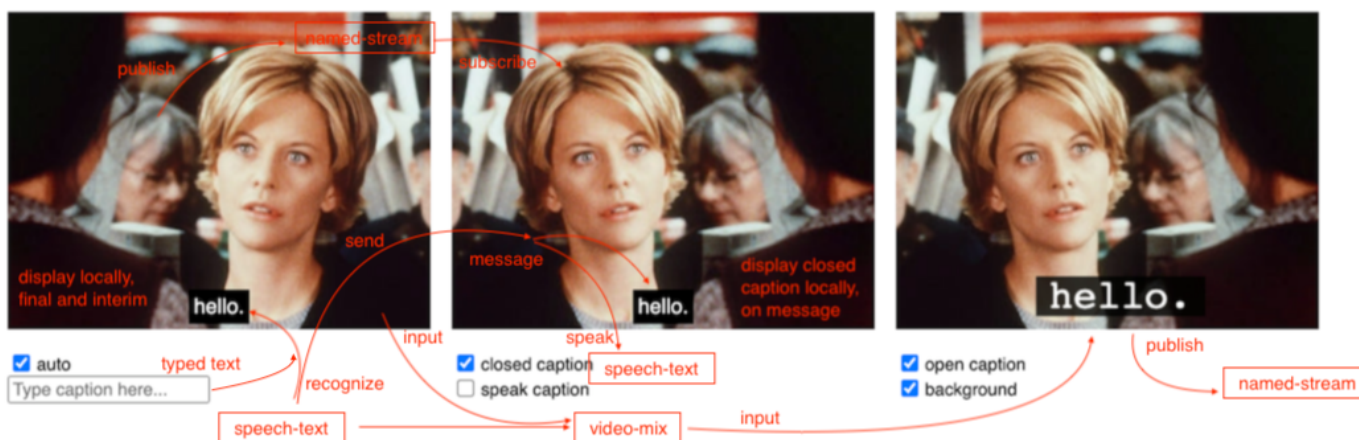 named-stream
publish
subscribe
send
message
display locally,
final and interim
hello.
hello.
display closed
caption locally,
on message
hello.
auto
typed text
Type caption here...
recognize
input
speak
closed caption
speech-text
speak caption
open caption
background
publish
named-stream
speech-text
video-mix
input